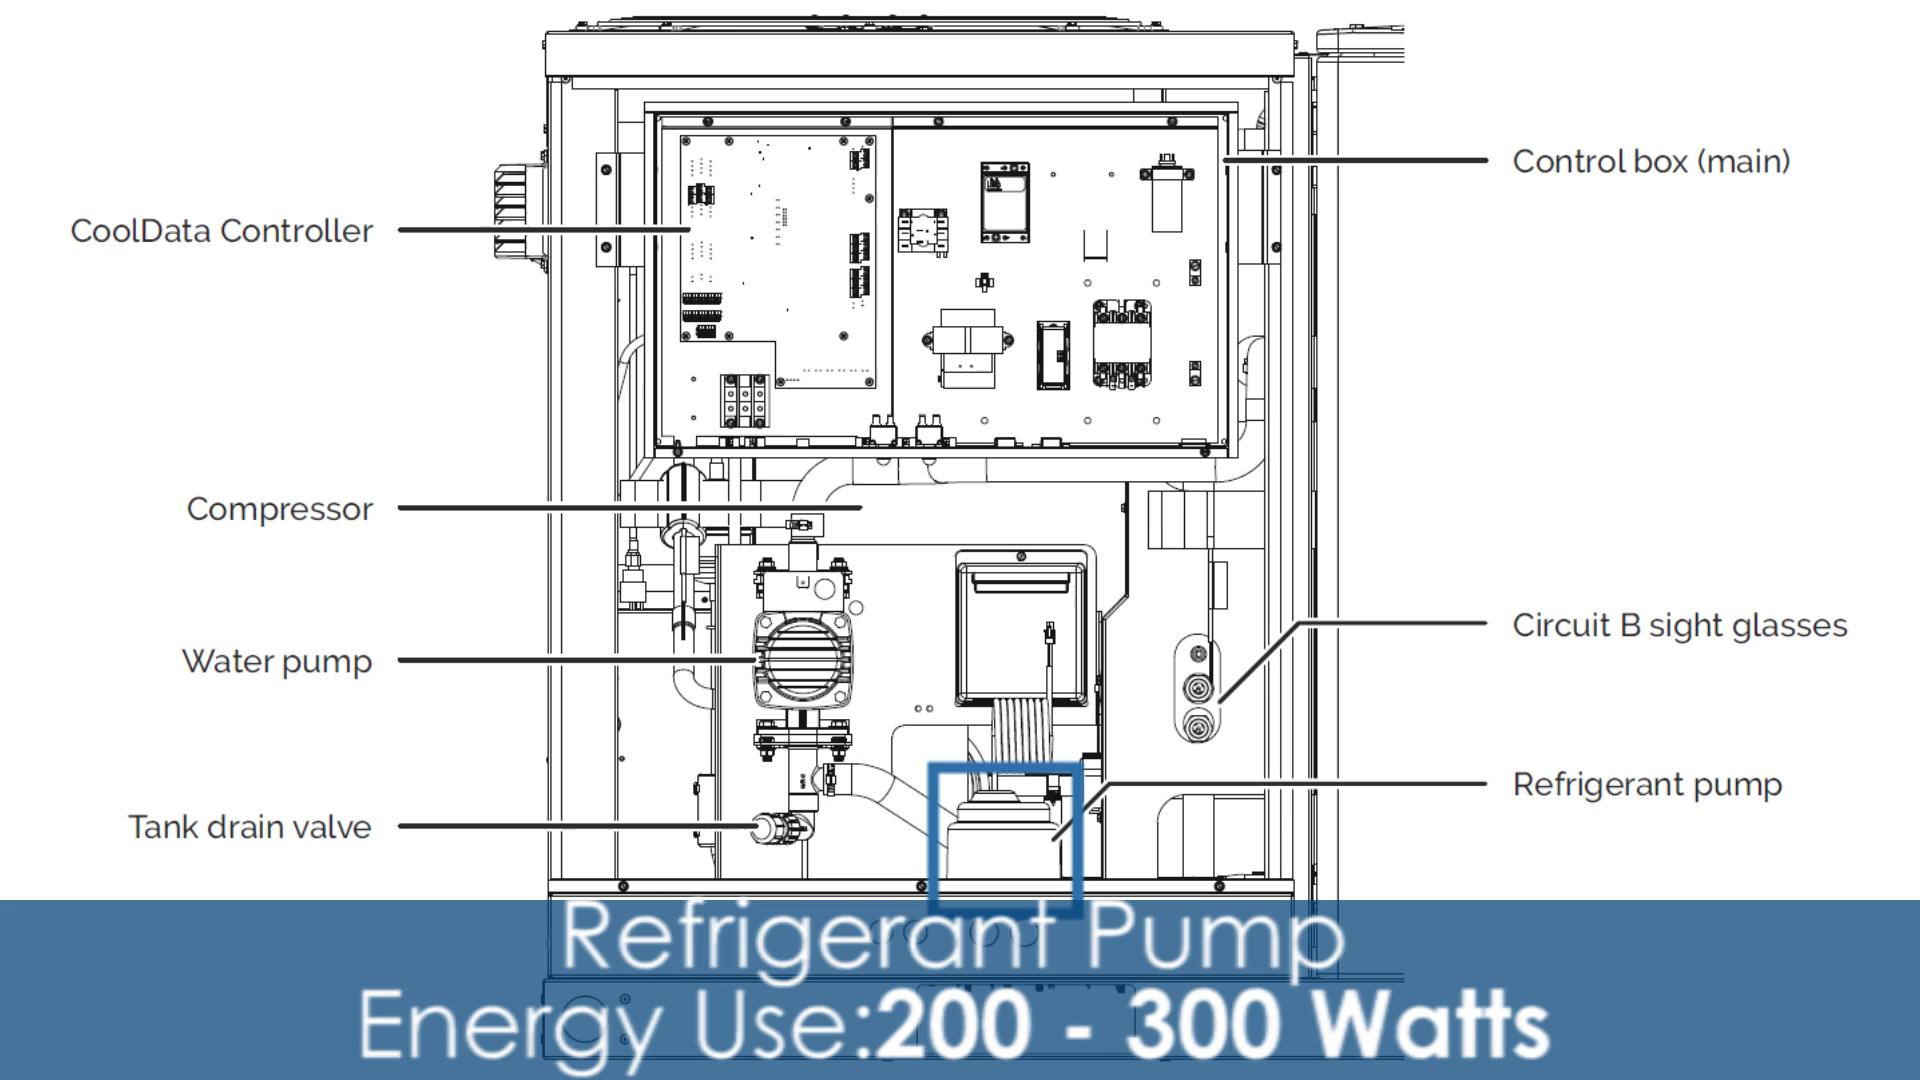 Control box (main)
CoolData Controller
Compressor
Circuit B sight glasses
Water pump
Refrigerant pump
Tank drain valve
Refrigerant Pump
Energy Use:200 - 300 Watts